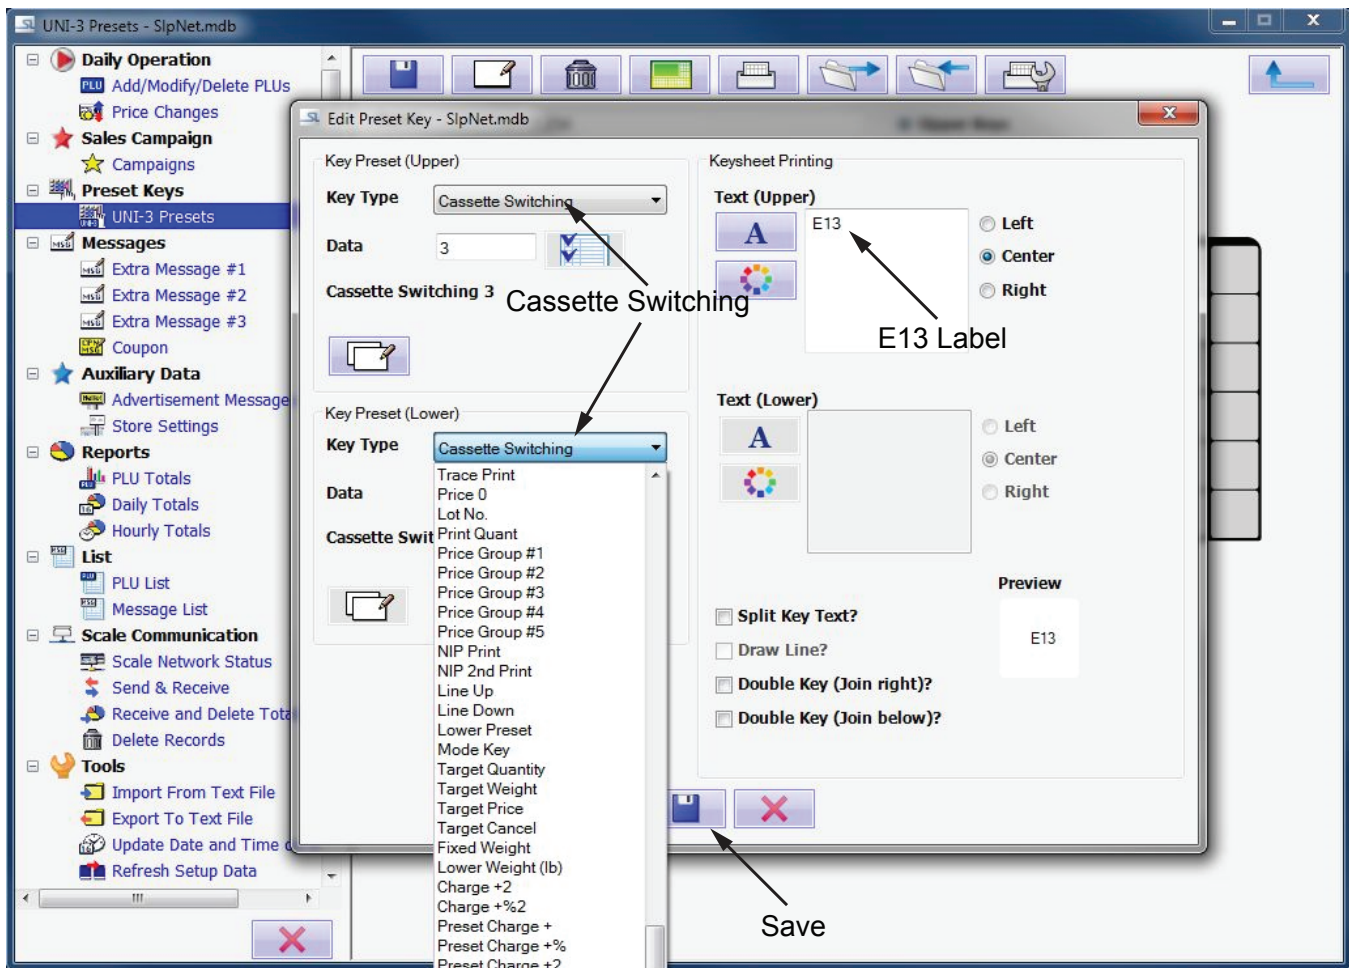 UNI-3 Presets - SlpNet.mdb
Daily Operation
PLU Add/Modify/Delete PLUs
Price Changes
Sales Campaign
Campaigns
Preset Keys
UNI-3 Presets
Messages
Extra Message #1
Extra Message #2
Extra Message #3
Coupon
Auxiliary Data
Advertisement Message
Store Settings
Reports
PLU Totals
Daily Totals
Hourly Totals
List
PLU List
Message List
Scale Communication
Scale Network Status
Send & Receive
Receive and Delete Tota
Delete Records
Tools
Import From Text File
Export To Text File
Update Date and Time o
Refresh Setup Data
Edit Preset Key - SlpNet.mdb
Key Preset (Upper)
Key Type Cassette Switching
Data 3
Cassette Switching 3
Cassette Switching
Key Preset (Lower)
Key Type Cassette Switching
Data
Cassette Swit
Trace Print
Price 0
Lot No.
Print Quant
Price Group #1
Price Group #2
Price Group #3
Price Group #4
Price Group #5
NIP Print
NIP 2nd Print
Line Up
Line Down
Lower Preset
Mode Key
Target Quantity
Target Weight
Target Price
Target Cancel
Fixed Weight
Lower Weight (lb)
Charge +2
Charge +%2
Preset Charge +
Preset Charge +%
Preset Charge +2
Keysheet Printing
Text (Upper)
A
E13
Left
Center
Right
E13 Label
Text (Lower)
A
Left
Center
Right
Preview
E13
Split Key Text?
Draw Line?
Double Key (Join right)?
Double Key (Join below)?
Save